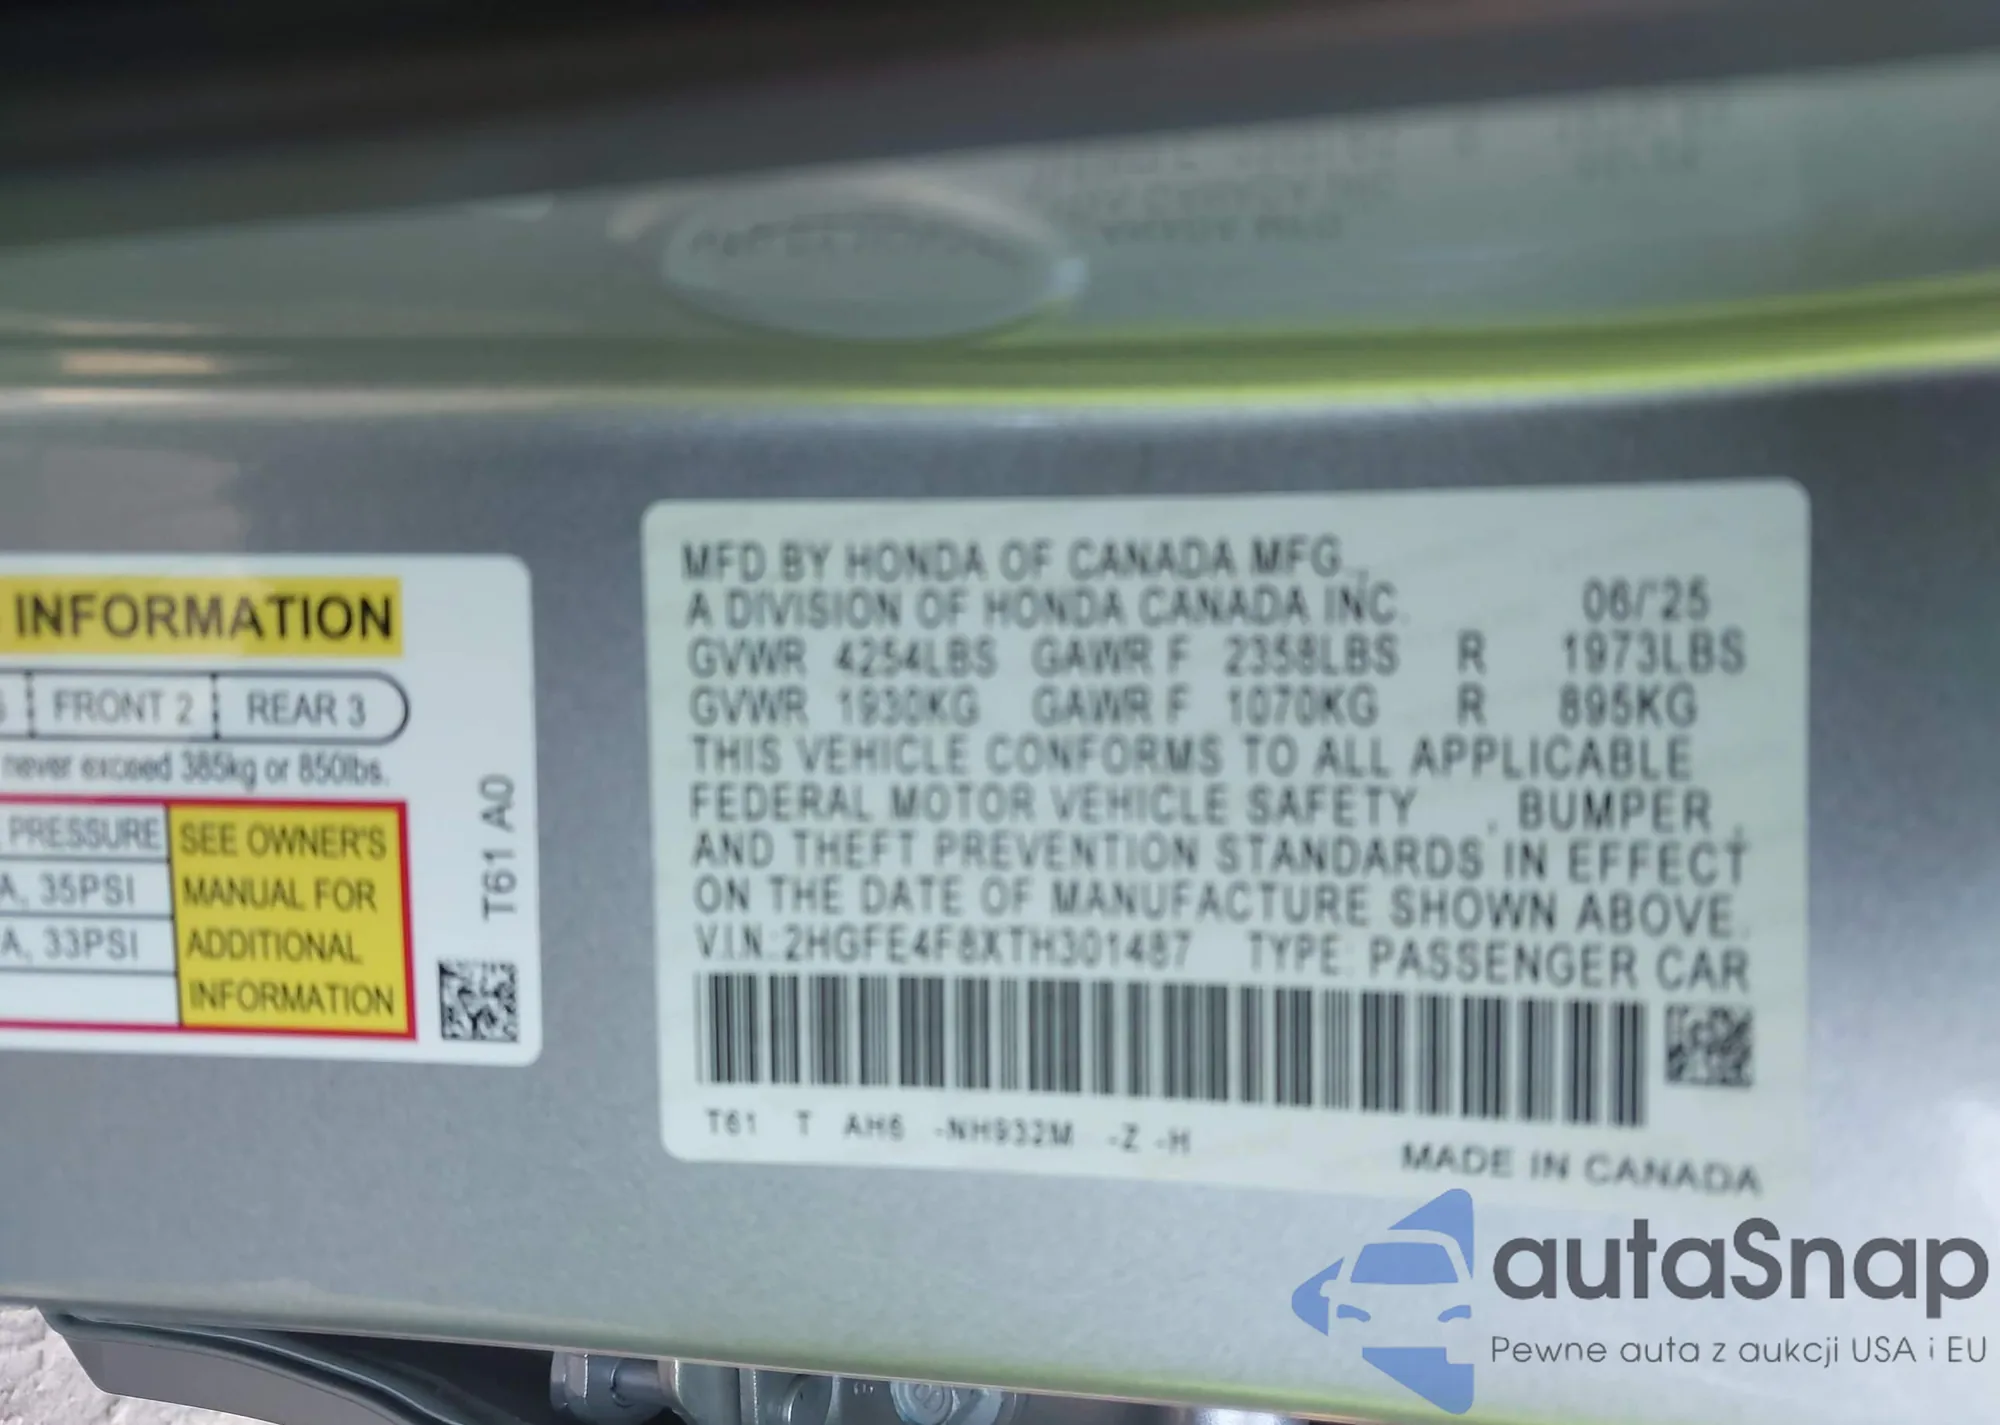 INFORMATION
FRONT 2
REAR 3
never exceed 385kg or 850lbs.
PRESSURE
A, 35PSI
A, 33PSI
SEE OWNER'S
MANUAL FOR
ADDITIONAL
INFORMATION
T61 A0
MFD. BY HONDA OF CANADA MFG.,
A DIVISION OF HONDA CANADA INC. 06/'25
GVWR 4254LBS GAWR F 2358LBS R 1973LBS
GVWR 1930KG GAWR F 1070KG R 895KG
THIS VEHICLE CONFORMS TO ALL APPLICABLE
FEDERAL MOTOR VEHICLE SAFETY , BUMPER ,
AND THEFT PREVENTION STANDARDS IN EFFECT
ON THE DATE OF MANUFACTURE SHOWN ABOVE.
V.I.N.:2HGFE4F8XTH301487 TYPE: PASSENGER CAR
T61 T AH6 -NH932M -Z -H
MADE IN CANADA
autaSnap
Pewne auta z aukcji USA i EU